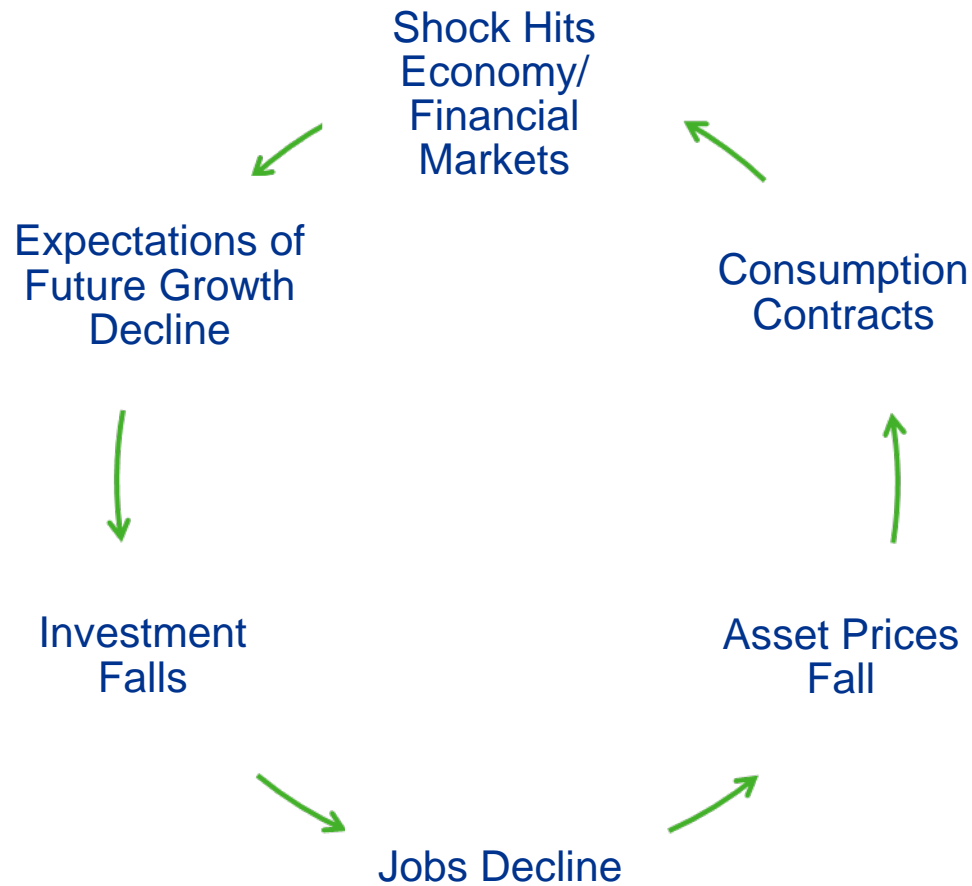 Shock Hits
Economy/
Financial
Markets
Expectations of
Future Growth
Decline
Investment
Falls
Jobs Decline
Asset Prices
Fall
Consumption
Contracts